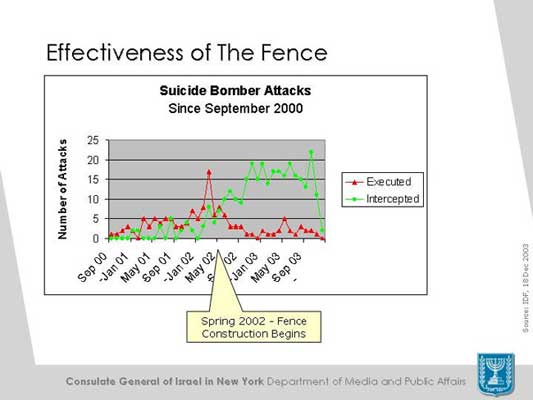 Effectiveness of The Fence
Suicide Bomber Attacks
Since September 2000
Number of Attacks
25
20
15
10
5
0
Sep 00
-Jan 01
May 01
Sep 01
-Jan 02
May 02
Sep 02
-Jan 03
May 03
Sep 03
-
Executed
Intercepted
Spring 2002 - Fence
Construction Begins
Source: IDF, 18 Dec 2003
Consulate General of Israel in New York Department of Media and Public Affairs